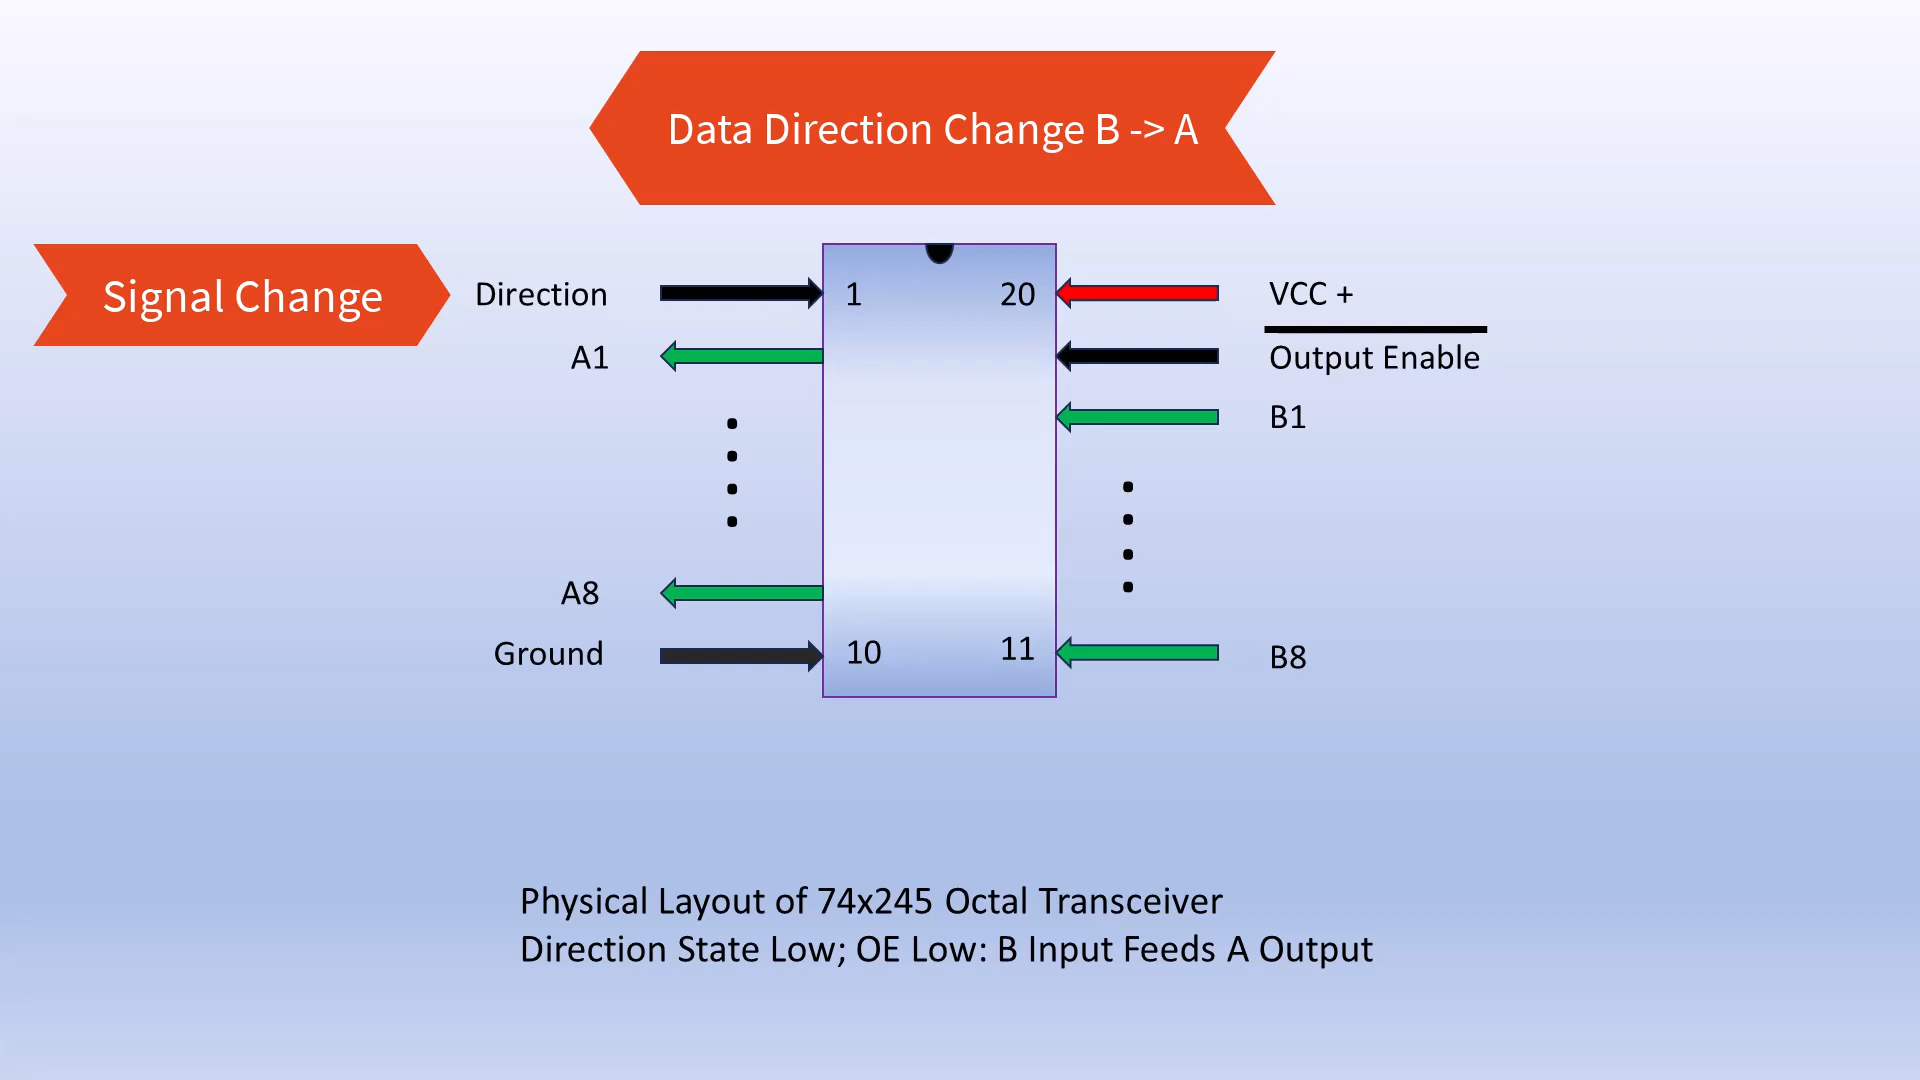 Data Direction Change B -> A
Signal Change
Direction
1
20
VCC +
A1
Output Enable
B1
A8
Ground
10
11
B8
Physical Layout of 74x245 Octal Transceiver
Direction State Low; OE Low: B Input Feeds A Output